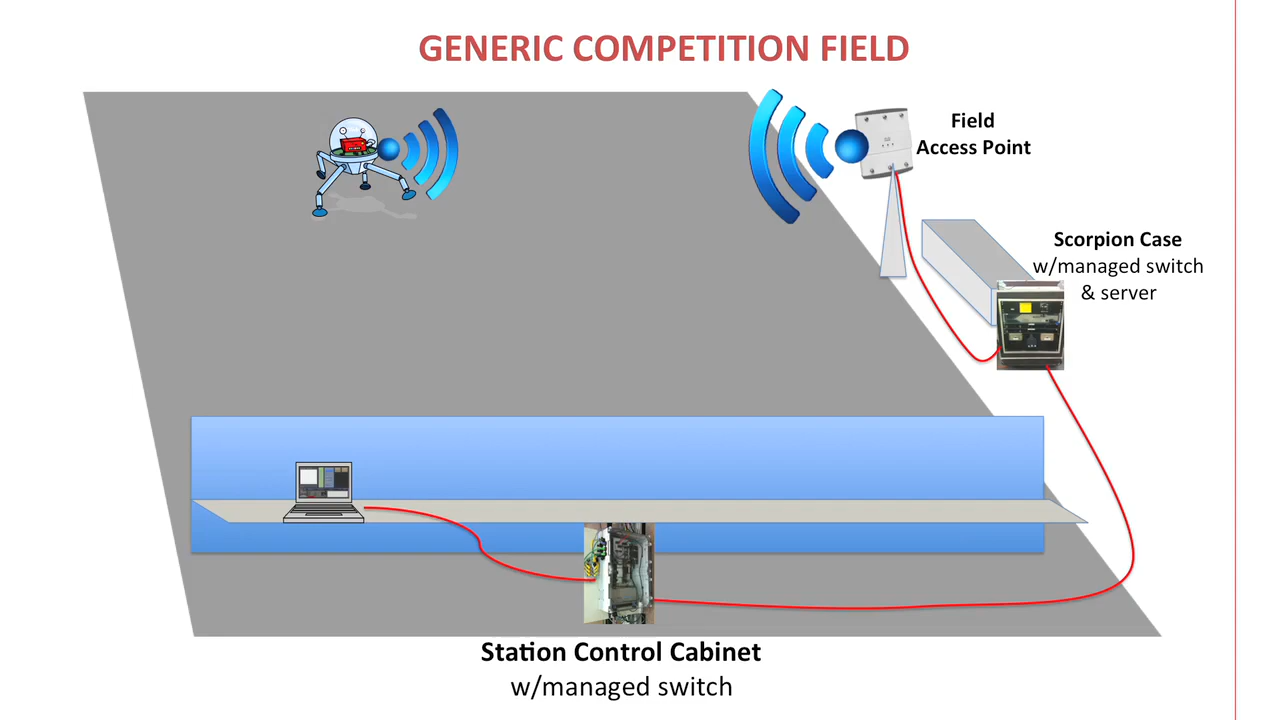 GENERIC COMPETITION FIELD
Field
Access Point
Scorpion Case
w/managed switch
& server
Station Control Cabinet
w/managed switch